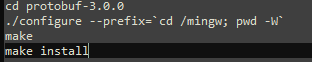 cd protobuf-3.0.0
./configure --prefix=`cd /mingw; pwd -W`
make
make install